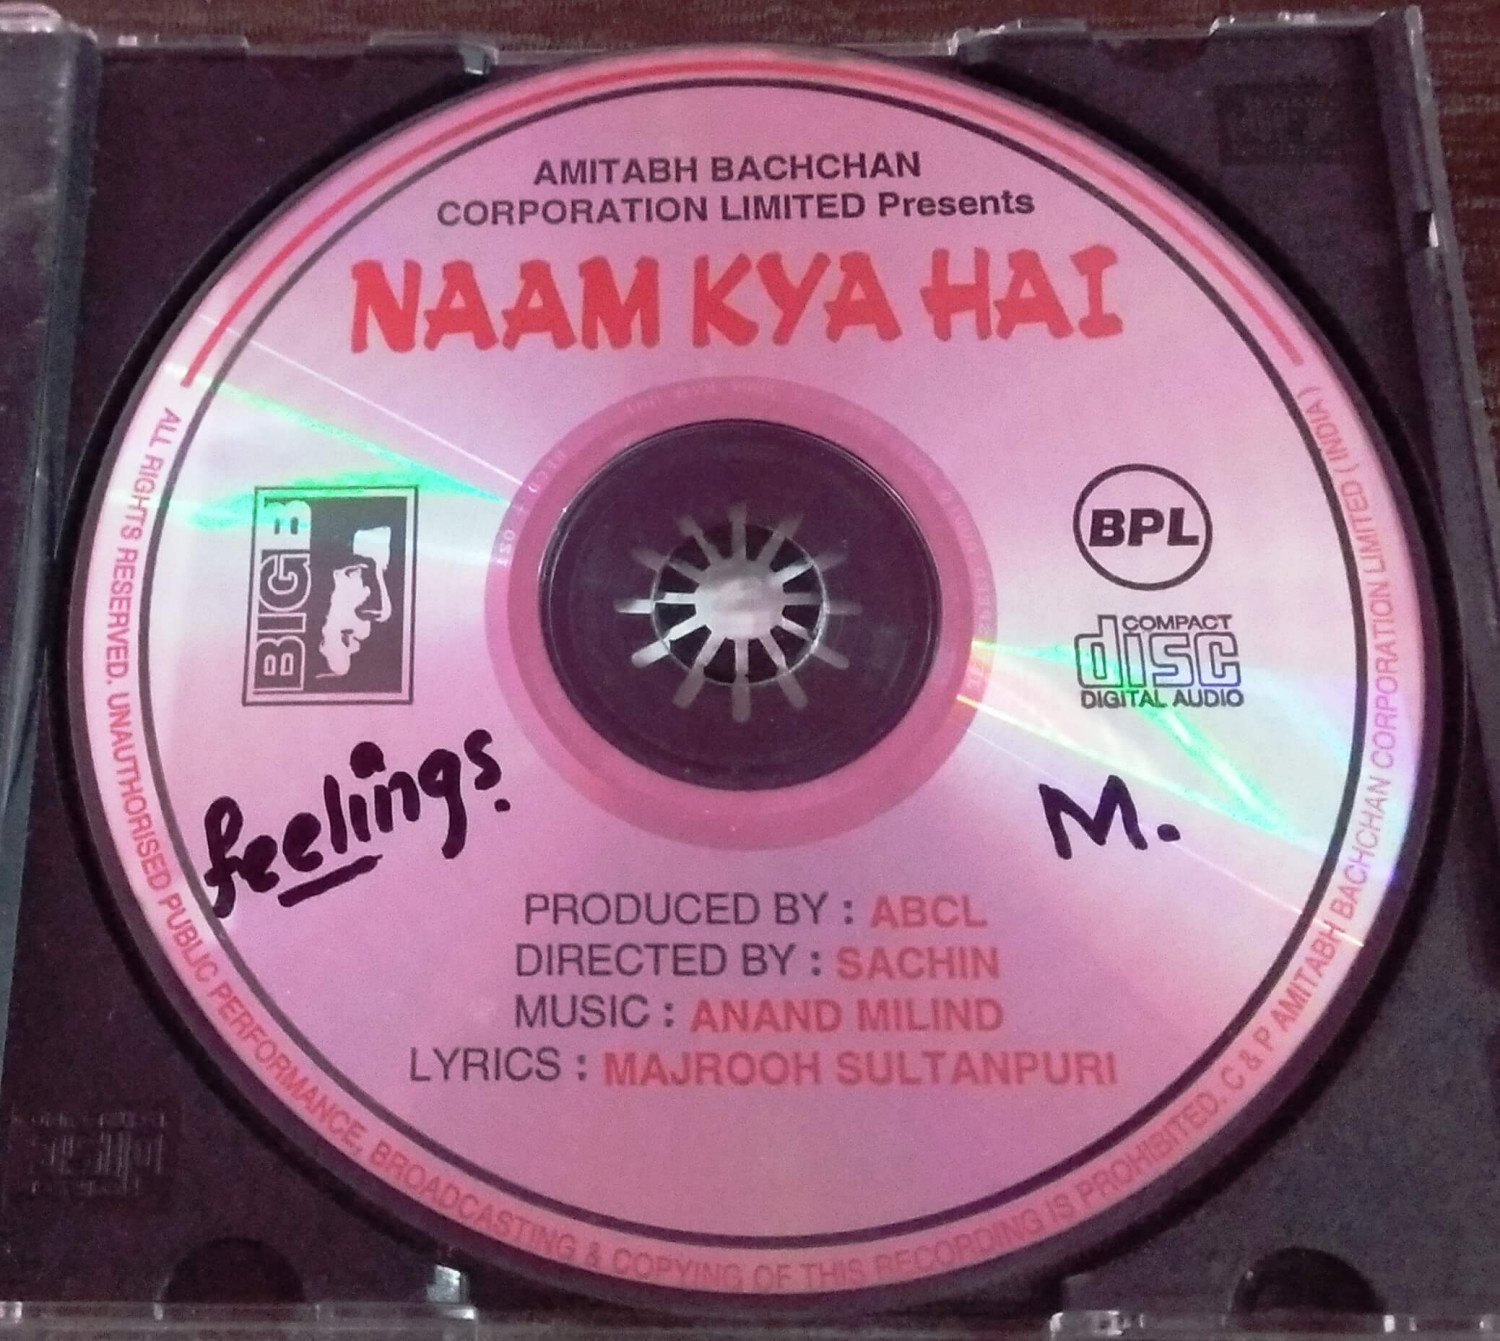 AMITABH BACHCHAN
CORPORATION LIMITED Presents
NAAM KYA HAI
BIG B
BPL
COMPACT
disc
DIGITAL AUDIO
feelings.
M.
PRODUCED BY : ABCL
DIRECTED BY : SACHIN
MUSIC : ANAND MILIND
LYRICS : MAJROOH SULTANPURI
ALL RIGHTS RESERVED. UNAUTHORISED PUBLIC PERFORMANCE, BROADCASTING & COPYING OF THIS RECORDING IS PROHIBITED. C & P AMITABH BACHCHAN CORPORATION LIMITED ( INDIA )